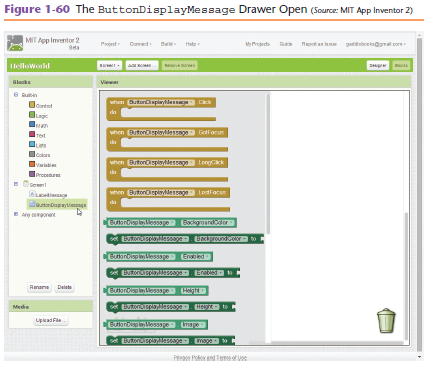 Figure 1-60 The ButtonDisplayMessage Drawer Open (Source: MIT App Inventor 2)
MIT App Inventor 2
Beta
Project Connect Build Help My Projects Guide Report an Issue gaddisbooks@gmail.com
HelloWorld Screen1 Add Screen ... Remove Screen Designer Blocks
Blocks Viewer
Built-in
Control
Logic
Math
Text
Lists
Colors
Variables
Procedures
Screen1
LabelMessage
ButtonDisplayMessage
Any component
Rename Delete
Media
Upload File ...
when ButtonDisplayMessage .Click
do
when ButtonDisplayMessage .GotFocus
do
when ButtonDisplayMessage .LongClick
do
when ButtonDisplayMessage .LostFocus
do
ButtonDisplayMessage . BackgroundColor
set ButtonDisplayMessage . BackgroundColor to
ButtonDisplayMessage . Enabled
set ButtonDisplayMessage . Enabled to
ButtonDisplayMessage . Height
set ButtonDisplayMessage . Height to
ButtonDisplayMessage . Image
set ButtonDisplayMessage . Image to
Privacy Policy and Terms of Use